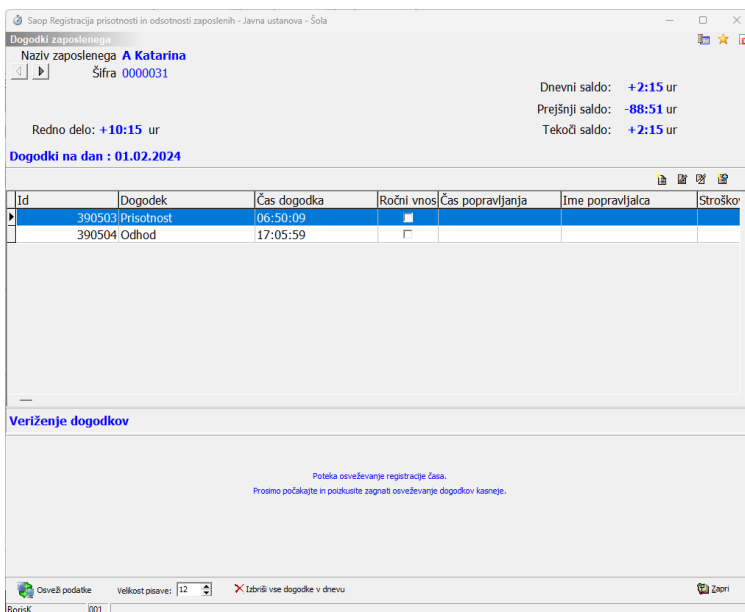 Saop Registracija prisotnosti in odsotnosti zaposlenih - Javna ustanova - Šola
Dogodki zaposlenega
Naziv zaposlenega A Katarina
Šifra 0000031
Dnevni saldo: +2:15 ur
Prejšnji saldo: -88:51 ur
Redno delo: +10:15 ur Tekoči saldo: +2:15 ur
Dogodki na dan : 01.02.2024
Id Dogodek Čas dogodka Ročni vnos Čas popravljanja Ime popravljalca Stroškov
390503 Prisotnost 06:50:09
390504 Odhod 17:05:59
Veriženje dogodkov
Poteka osveževanje registracije časa.
Prosimo počakajte in poizkusite zagnati osveževanje dogodkov kasneje.
Osveži podatke Velikost pisave: 12 Izbriši vse dogodke v dnevu Zapri
BorisK 001